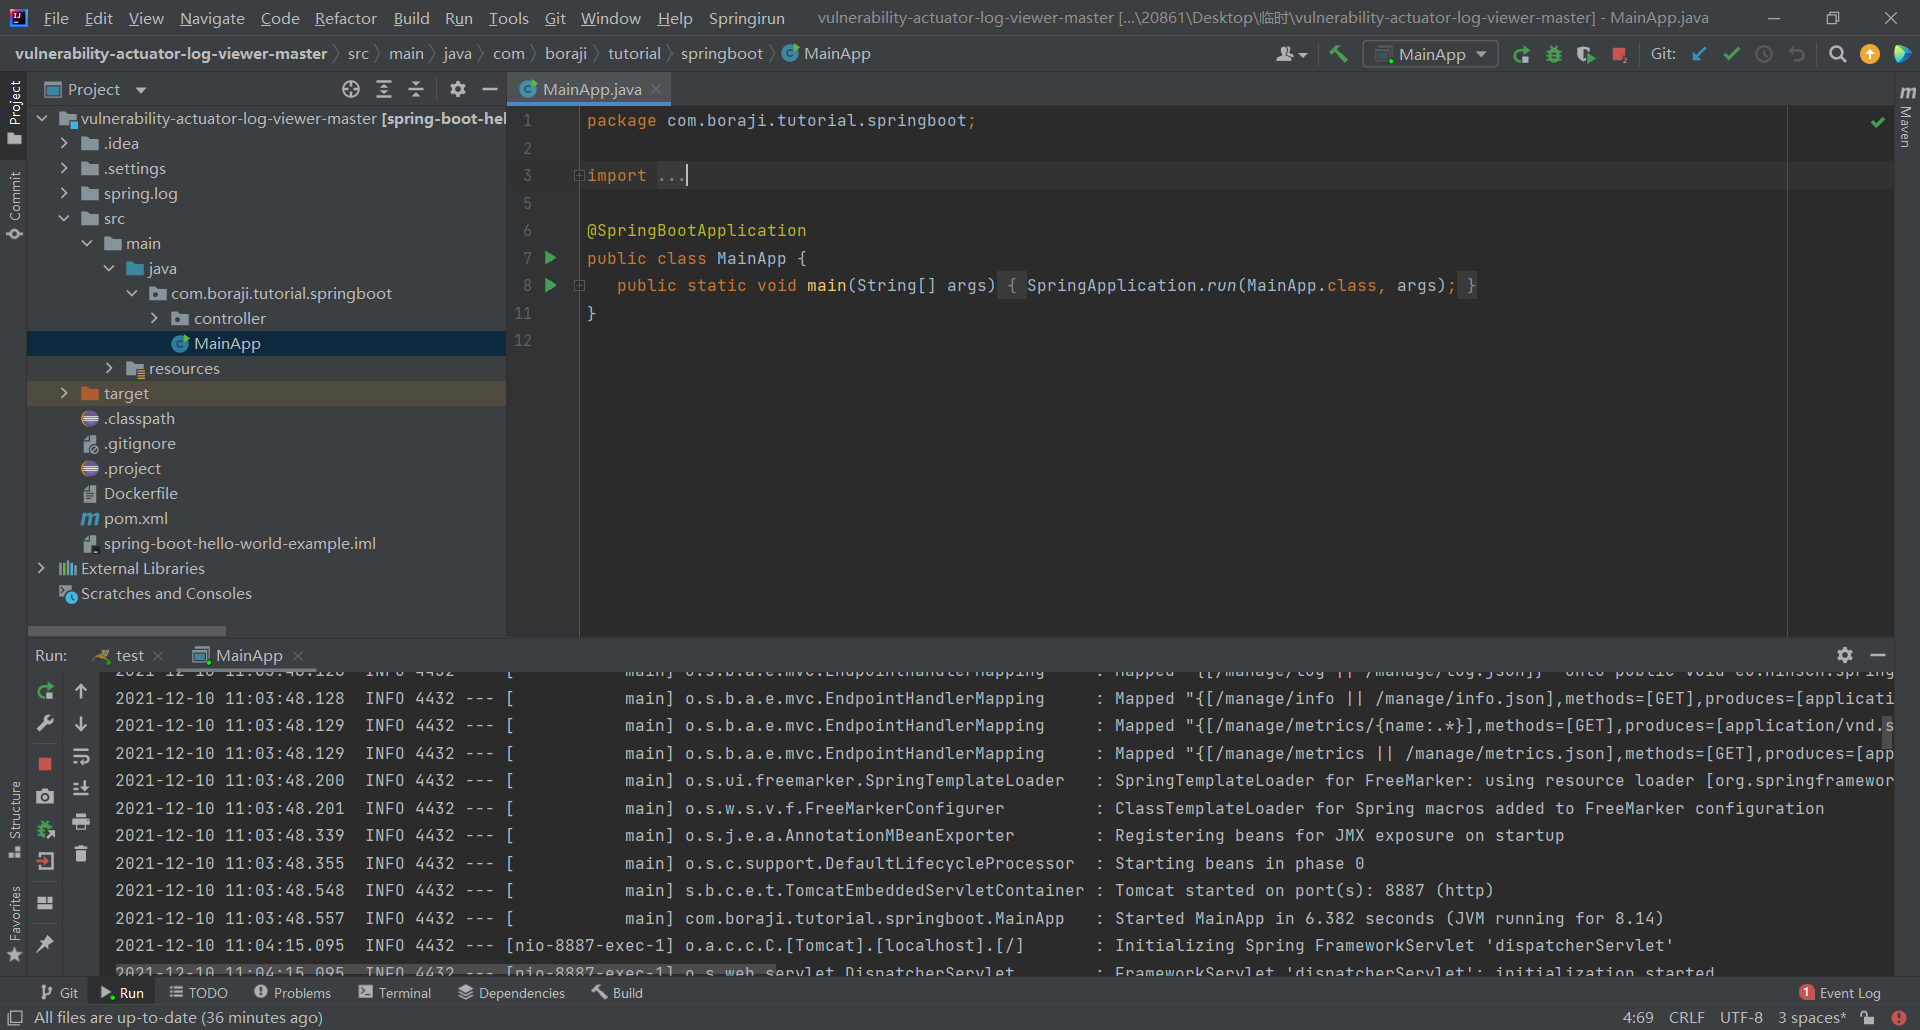 File Edit View Navigate Code Refactor Build Run Tools Git Window Help Springirun vulnerability-actuator-log-viewer-master [...\20861\Desktop\临时\vulnerability-actuator-log-viewer-master] - MainApp.java
vulnerability-actuator-log-viewer-master src main java com boraji tutorial springboot MainApp MainApp Git:
Project
MainApp.java
Project
Commit
Structure
Favorites
Maven
vulnerability-actuator-log-viewer-master [spring-boot-hel
.idea
.settings
spring.log
src
main
java
com.boraji.tutorial.springboot
controller
MainApp
resources
target
.classpath
.gitignore
.project
Dockerfile
pom.xml
spring-boot-hello-world-example.iml
External Libraries
Scratches and Consoles
1 package com.boraji.tutorial.springboot;
2
3 import ...
5
6 @SpringBootApplication
7 public class MainApp {
8 public static void main(String[] args) { SpringApplication.run(MainApp.class, args); }
11 }
12
Run: test MainApp
2021-12-10 11:03:48.128 INFO 4432 --- [ main] o.s.b.a.e.mvc.EndpointHandlerMapping : Mapped "{[/manage/info || /manage/info.json],methods=[GET],produces=[applicati
2021-12-10 11:03:48.129 INFO 4432 --- [ main] o.s.b.a.e.mvc.EndpointHandlerMapping : Mapped "{[/manage/metrics/{name:.*}],methods=[GET],produces=[application/vnd.s
2021-12-10 11:03:48.129 INFO 4432 --- [ main] o.s.b.a.e.mvc.EndpointHandlerMapping : Mapped "{[/manage/metrics || /manage/metrics.json],methods=[GET],produces=[app
2021-12-10 11:03:48.200 INFO 4432 --- [ main] o.s.ui.freemarker.SpringTemplateLoader : SpringTemplateLoader for FreeMarker: using resource loader [org.springframewor
2021-12-10 11:03:48.201 INFO 4432 --- [ main] o.s.w.s.v.f.FreeMarkerConfigurer : ClassTemplateLoader for Spring macros added to FreeMarker configuration
2021-12-10 11:03:48.339 INFO 4432 --- [ main] o.s.j.e.a.AnnotationMBeanExporter : Registering beans for JMX exposure on startup
2021-12-10 11:03:48.355 INFO 4432 --- [ main] o.s.c.support.DefaultLifecycleProcessor : Starting beans in phase 0
2021-12-10 11:03:48.548 INFO 4432 --- [ main] s.b.c.e.t.TomcatEmbeddedServletContainer : Tomcat started on port(s): 8887 (http)
2021-12-10 11:03:48.557 INFO 4432 --- [ main] com.boraji.tutorial.springboot.MainApp : Started MainApp in 6.382 seconds (JVM running for 8.14)
2021-12-10 11:04:15.095 INFO 4432 --- [nio-8887-exec-1] o.a.c.c.C.[Tomcat].[localhost].[/] : Initializing Spring FrameworkServlet 'dispatcherServlet'
2021-12-10 11:04:15.095 INFO 4432 --- [nio-8887-exec-1] o.s.web.servlet.DispatcherServlet : FrameworkServlet 'dispatcherServlet': initialization started
Git Run TODO Problems Terminal Dependencies Build 1 Event Log
All files are up-to-date (36 minutes ago) 4:69 CRLF UTF-8 3 spaces*